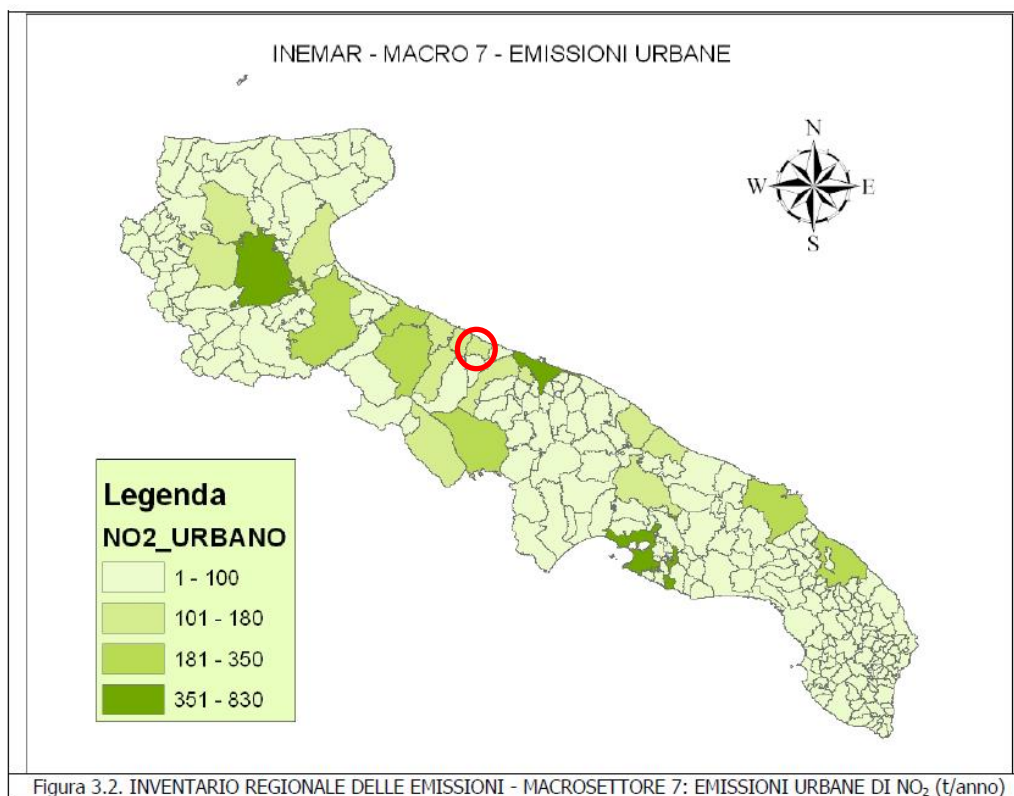 INEMAR - MACRO 7 - EMISSIONI URBANE
N
W E
S
Legenda
NO2_URBANO
1 - 100
101 - 180
181 - 350
351 - 830
Figura 3.2. INVENTARIO REGIONALE DELLE EMISSIONI - MACROSETTORE 7: EMISSIONI URBANE DI NO₂ (t/anno)